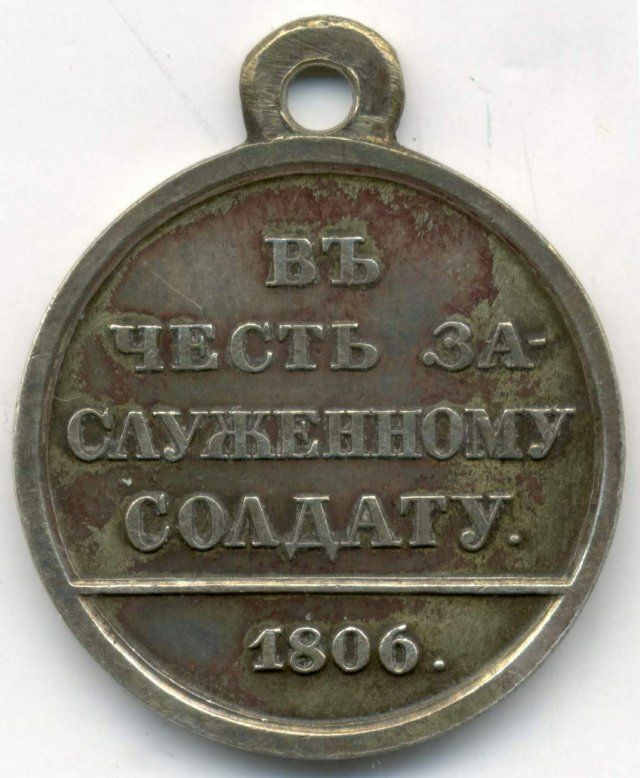 ВЪ
ЧЕСТЬ ЗА-
СЛУЖЕННОМУ
СОЛДАТУ.
1806.